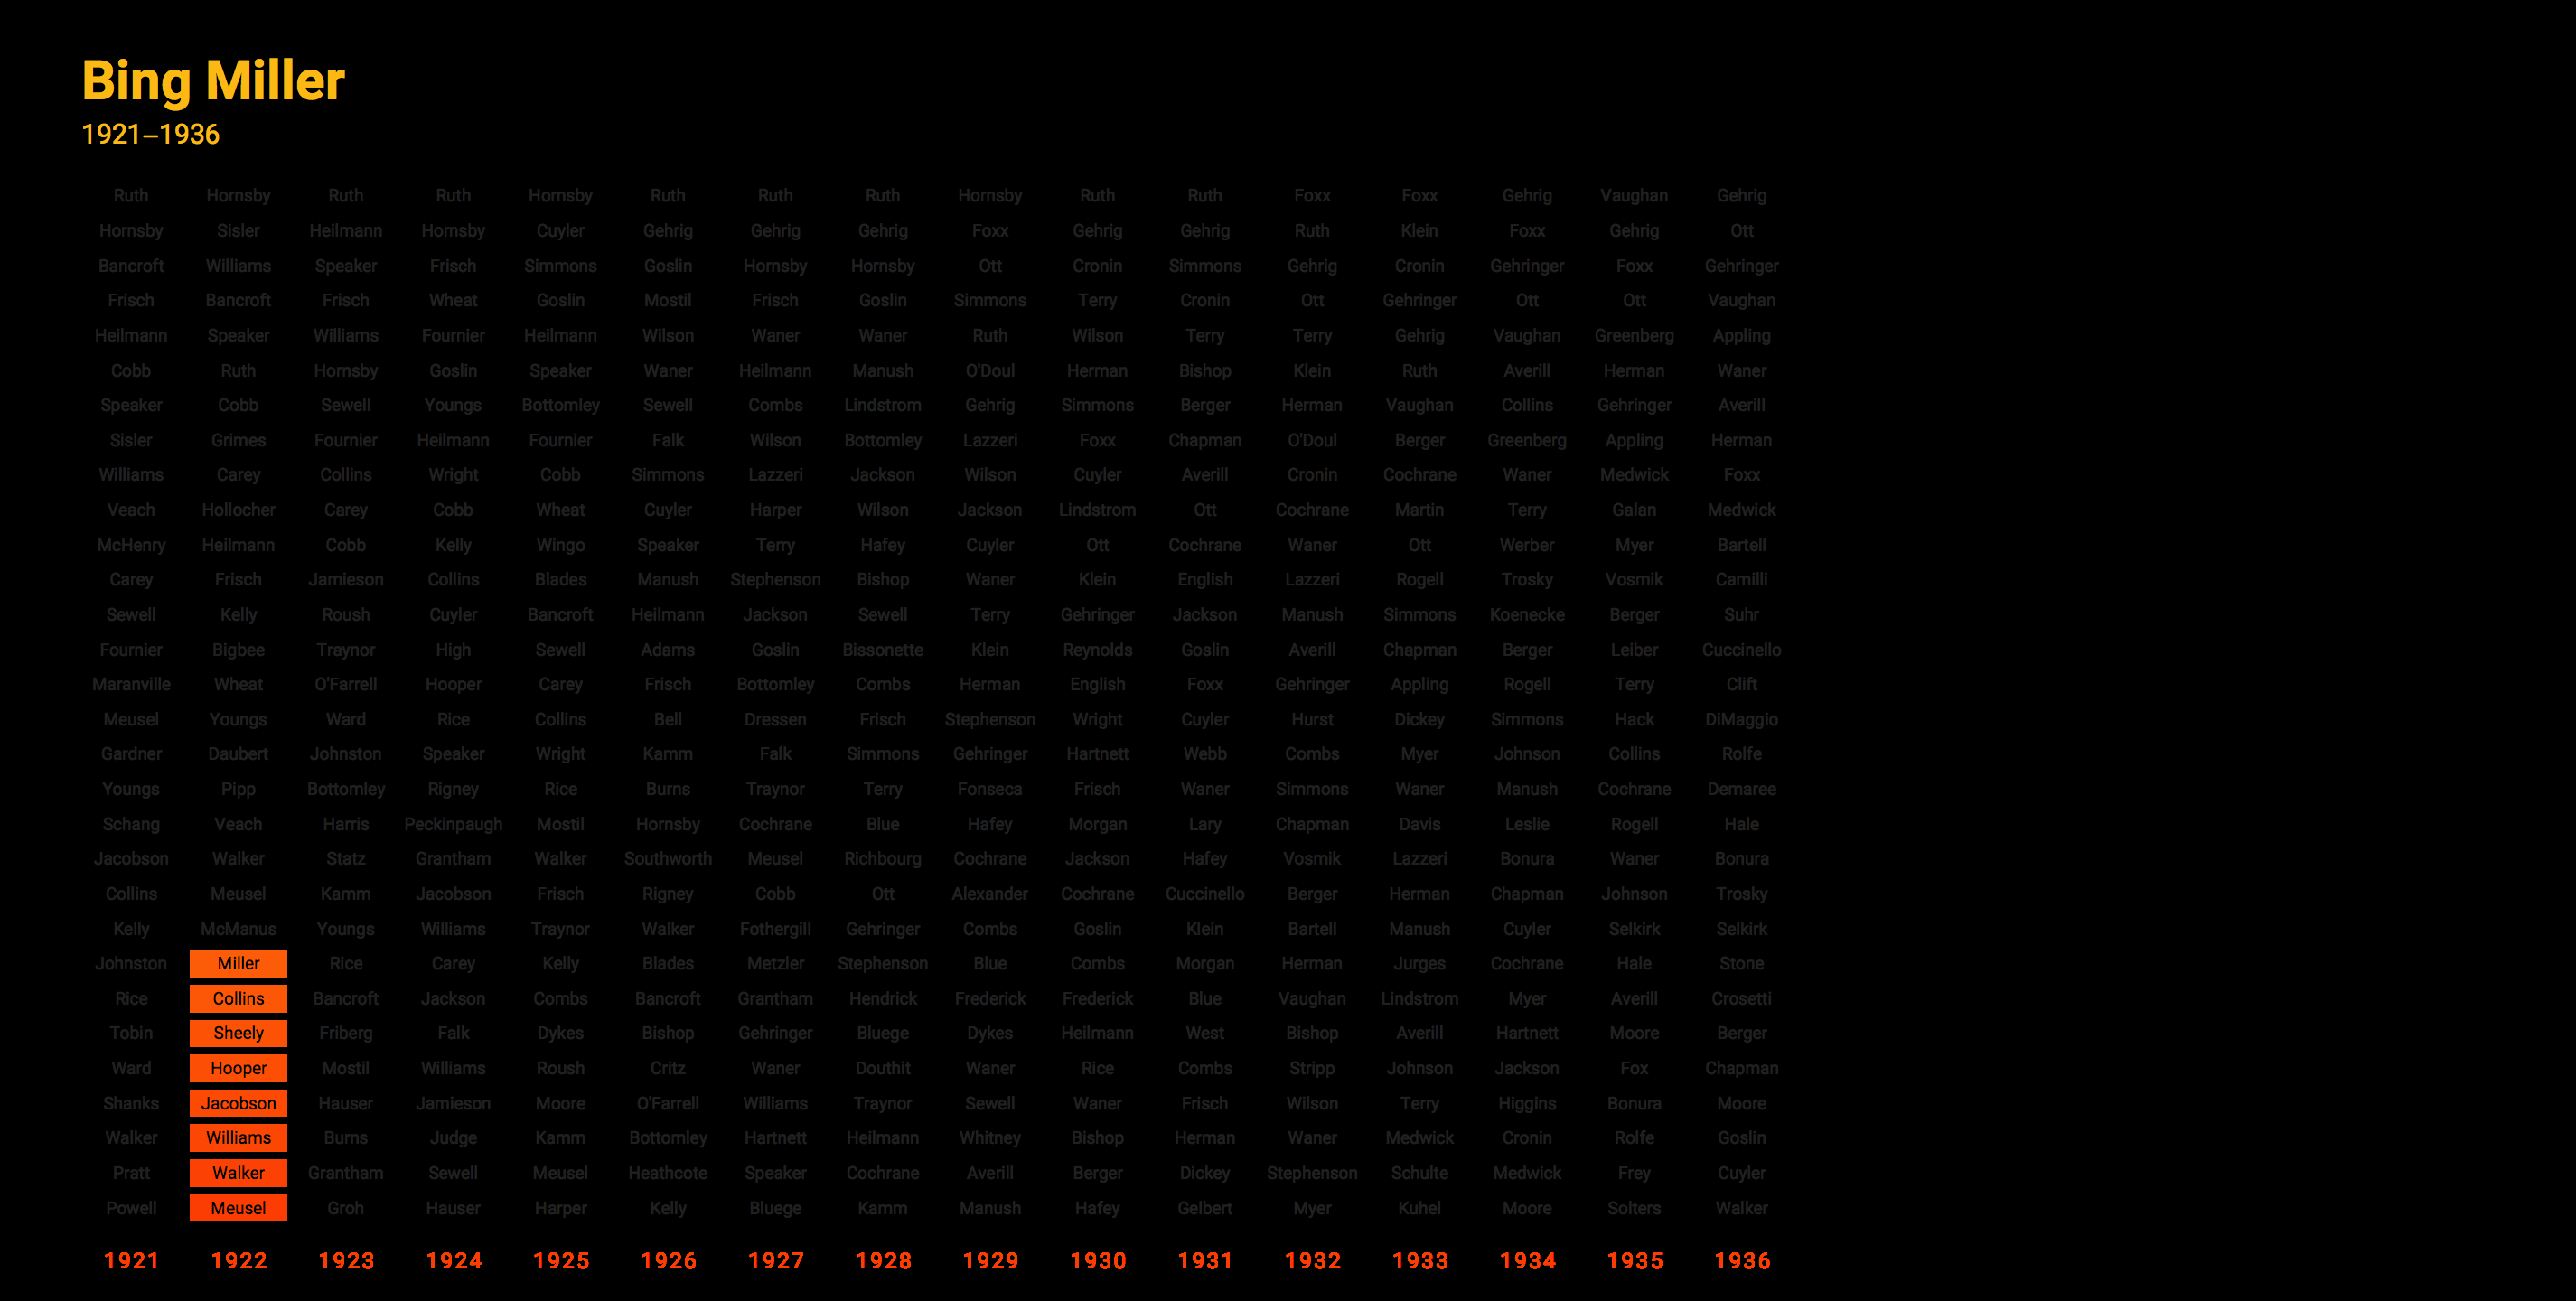 Bing Miller
1921–1936
Ruth Hornsby Ruth Ruth Hornsby Ruth Ruth Ruth Hornsby Ruth Ruth Foxx Foxx Gehrig Vaughan Gehrig
Hornsby Sisler Heilmann Hornsby Cuyler Gehrig Gehrig Gehrig Foxx Gehrig Gehrig Ruth Klein Foxx Gehrig Ott
Bancroft Williams Speaker Frisch Simmons Goslin Hornsby Hornsby Ott Cronin Simmons Gehrig Cronin Gehringer Foxx Gehringer
Frisch Bancroft Frisch Wheat Goslin Mostil Frisch Goslin Simmons Terry Cronin Ott Gehringer Ott Ott Vaughan
Heilmann Speaker Williams Fournier Heilmann Wilson Waner Waner Ruth Wilson Terry Terry Gehrig Vaughan Greenberg Appling
Cobb Ruth Hornsby Goslin Speaker Waner Heilmann Manush O'Doul Herman Bishop Klein Ruth Averill Herman Waner
Speaker Cobb Sewell Youngs Bottomley Sewell Combs Lindstrom Gehrig Simmons Berger Herman Vaughan Collins Gehringer Averill
Sisler Grimes Fournier Heilmann Fournier Falk Wilson Bottomley Lazzeri Foxx Chapman O'Doul Berger Greenberg Appling Herman
Williams Carey Collins Wright Cobb Simmons Lazzeri Jackson Wilson Cuyler Averill Cronin Cochrane Waner Medwick Foxx
Veach Hollocher Carey Cobb Wheat Cuyler Harper Wilson Jackson Lindstrom Ott Cochrane Martin Terry Galan Medwick
McHenry Heilmann Cobb Kelly Wingo Speaker Terry Hafey Cuyler Ott Cochrane Waner Ott Werber Myer Bartell
Carey Frisch Jamieson Collins Blades Manush Stephenson Bishop Waner Klein English Lazzeri Rogell Trosky Vosmik Camilli
Sewell Kelly Roush Cuyler Bancroft Heilmann Jackson Sewell Terry Gehringer Jackson Manush Simmons Koenecke Berger Suhr
Fournier Bigbee Traynor High Sewell Adams Goslin Bissonette Klein Reynolds Goslin Averill Chapman Berger Leiber Cuccinello
Maranville Wheat O'Farrell Hooper Carey Frisch Bottomley Combs Herman English Foxx Gehringer Appling Rogell Terry Clift
Meusel Youngs Ward Rice Collins Bell Dressen Frisch Stephenson Wright Cuyler Hurst Dickey Simmons Hack DiMaggio
Gardner Daubert Johnston Speaker Wright Kamm Falk Simmons Gehringer Hartnett Webb Combs Myer Johnson Collins Rolfe
Youngs Pipp Bottomley Rigney Rice Burns Traynor Terry Fonseca Frisch Waner Simmons Waner Manush Cochrane Demaree
Schang Veach Harris Peckinpaugh Mostil Hornsby Cochrane Blue Hafey Morgan Lary Chapman Davis Leslie Rogell Hale
Jacobson Walker Statz Grantham Walker Southworth Meusel Richbourg Cochrane Jackson Hafey Vosmik Lazzeri Bonura Waner Bonura
Collins Meusel Kamm Jacobson Frisch Rigney Cobb Ott Alexander Cochrane Cuccinello Berger Herman Chapman Johnson Trosky
Kelly McManus Youngs Williams Traynor Walker Fothergill Gehringer Combs Goslin Klein Bartell Manush Cuyler Selkirk Selkirk
Johnston Miller Rice Carey Kelly Blades Metzler Stephenson Blue Combs Morgan Herman Jurges Cochrane Hale Stone
Rice Collins Bancroft Jackson Combs Bancroft Grantham Hendrick Frederick Frederick Blue Vaughan Lindstrom Myer Averill Crosetti
Tobin Sheely Friberg Falk Dykes Bishop Gehringer Bluege Dykes Heilmann West Bishop Averill Hartnett Moore Berger
Ward Hooper Mostil Williams Roush Critz Waner Douthit Waner Rice Combs Stripp Johnson Jackson Fox Chapman
Shanks Jacobson Hauser Jamieson Moore O'Farrell Williams Traynor Sewell Waner Frisch Wilson Terry Higgins Bonura Moore
Walker Williams Burns Judge Kamm Bottomley Hartnett Heilmann Whitney Bishop Herman Waner Medwick Cronin Rolfe Goslin
Pratt Walker Grantham Sewell Meusel Heathcote Speaker Cochrane Averill Berger Dickey Stephenson Schulte Medwick Frey Cuyler
Powell Meusel Groh Hauser Harper Kelly Bluege Kamm Manush Hafey Gelbert Myer Kuhel Moore Solters Walker
1921 1922 1923 1924 1925 1926 1927 1928 1929 1930 1931 1932 1933 1934 1935 1936